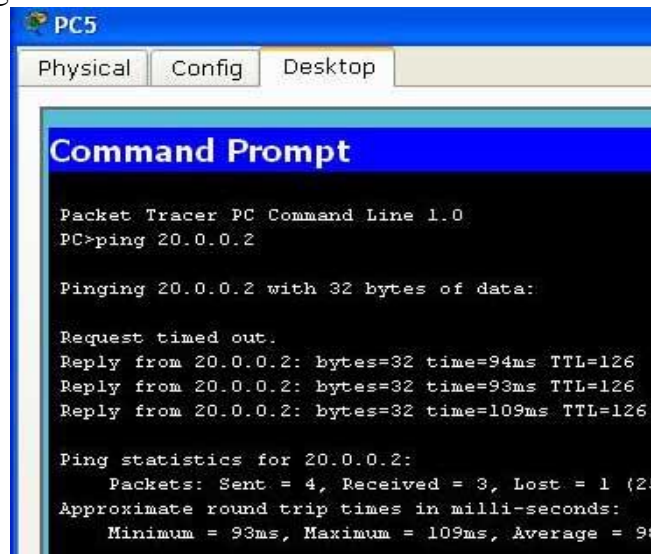 PC5
Physical Config Desktop
Command Prompt
Packet Tracer PC Command Line 1.0
PC>ping 20.0.0.2
Pinging 20.0.0.2 with 32 bytes of data:
Request timed out.
Reply from 20.0.0.2: bytes=32 time=94ms TTL=126
Reply from 20.0.0.2: bytes=32 time=93ms TTL=126
Reply from 20.0.0.2: bytes=32 time=109ms TTL=126
Ping statistics for 20.0.0.2:
Packets: Sent = 4, Received = 3, Lost = 1 (2
Approximate round trip times in milli-seconds:
Minimum = 93ms, Maximum = 109ms, Average = 9